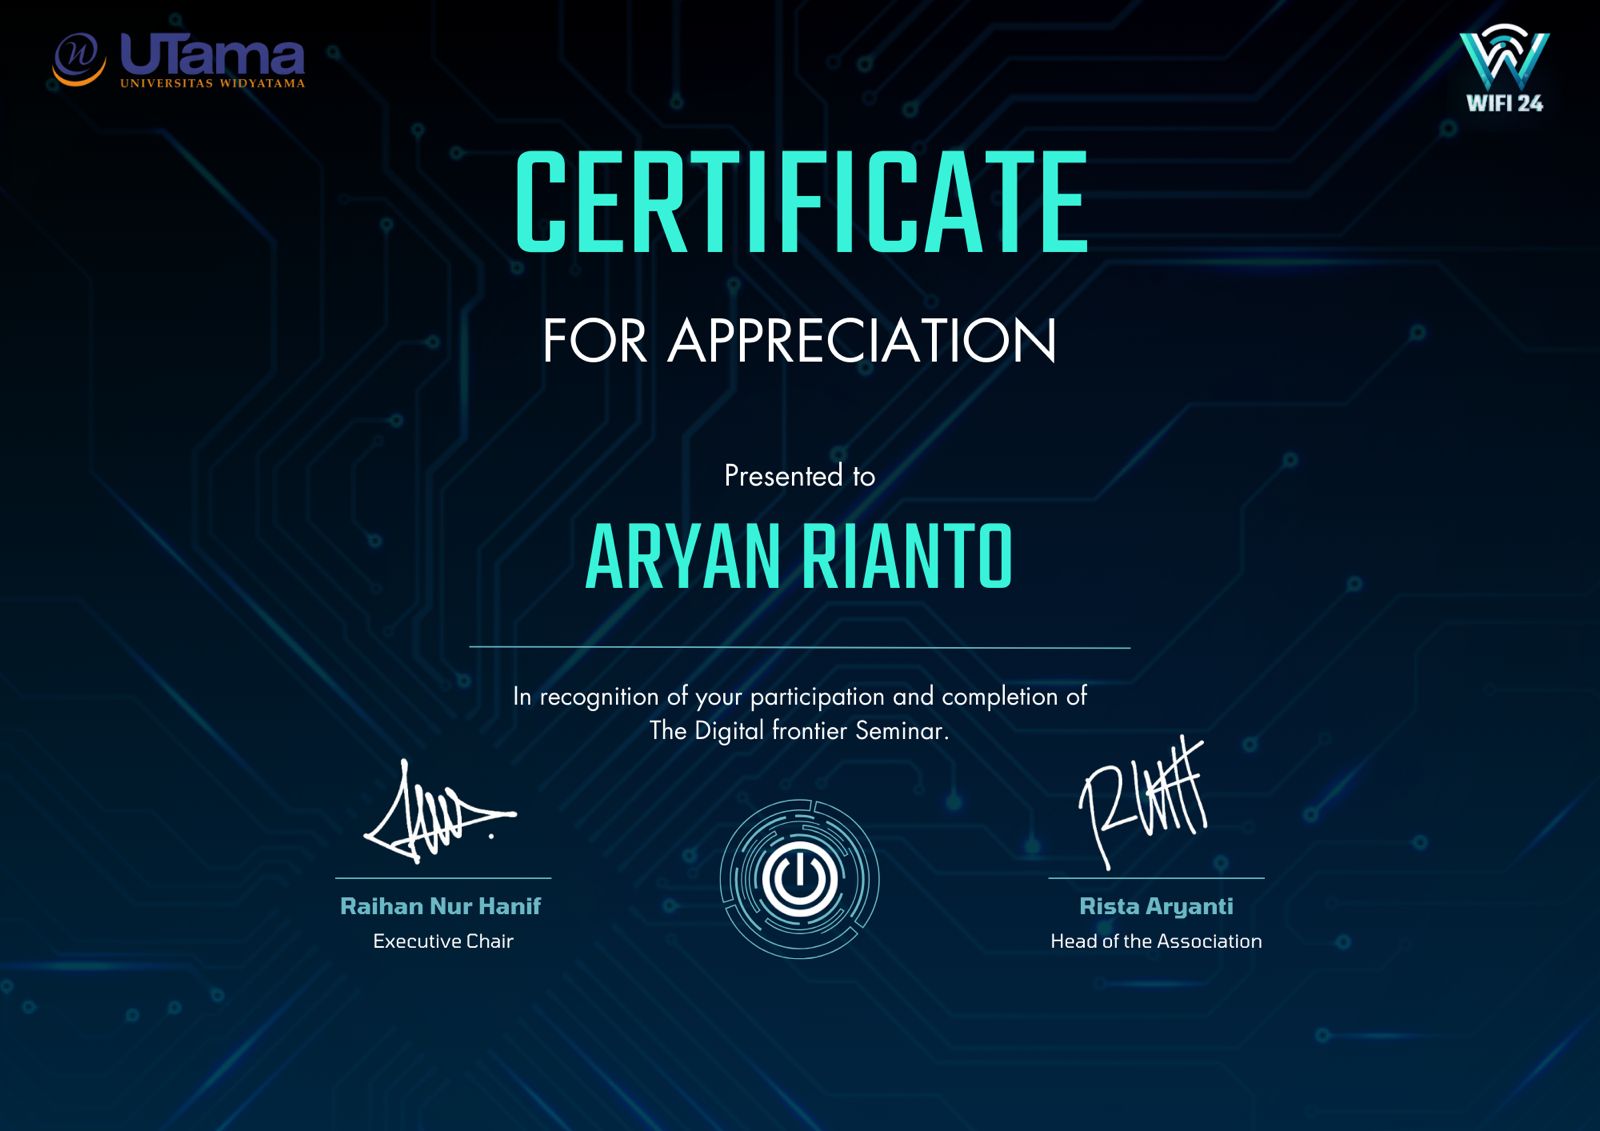 UTama
UNIVERSITAS WIDYATAMA
WIFI 24
CERTIFICATE
FOR APPRECIATION
Presented to
ARYAN RIANTO
In recognition of your participation and completion of
The Digital frontier Seminar.
Raihan Nur Hanif
Executive Chair
Rista Aryanti
Head of the Association